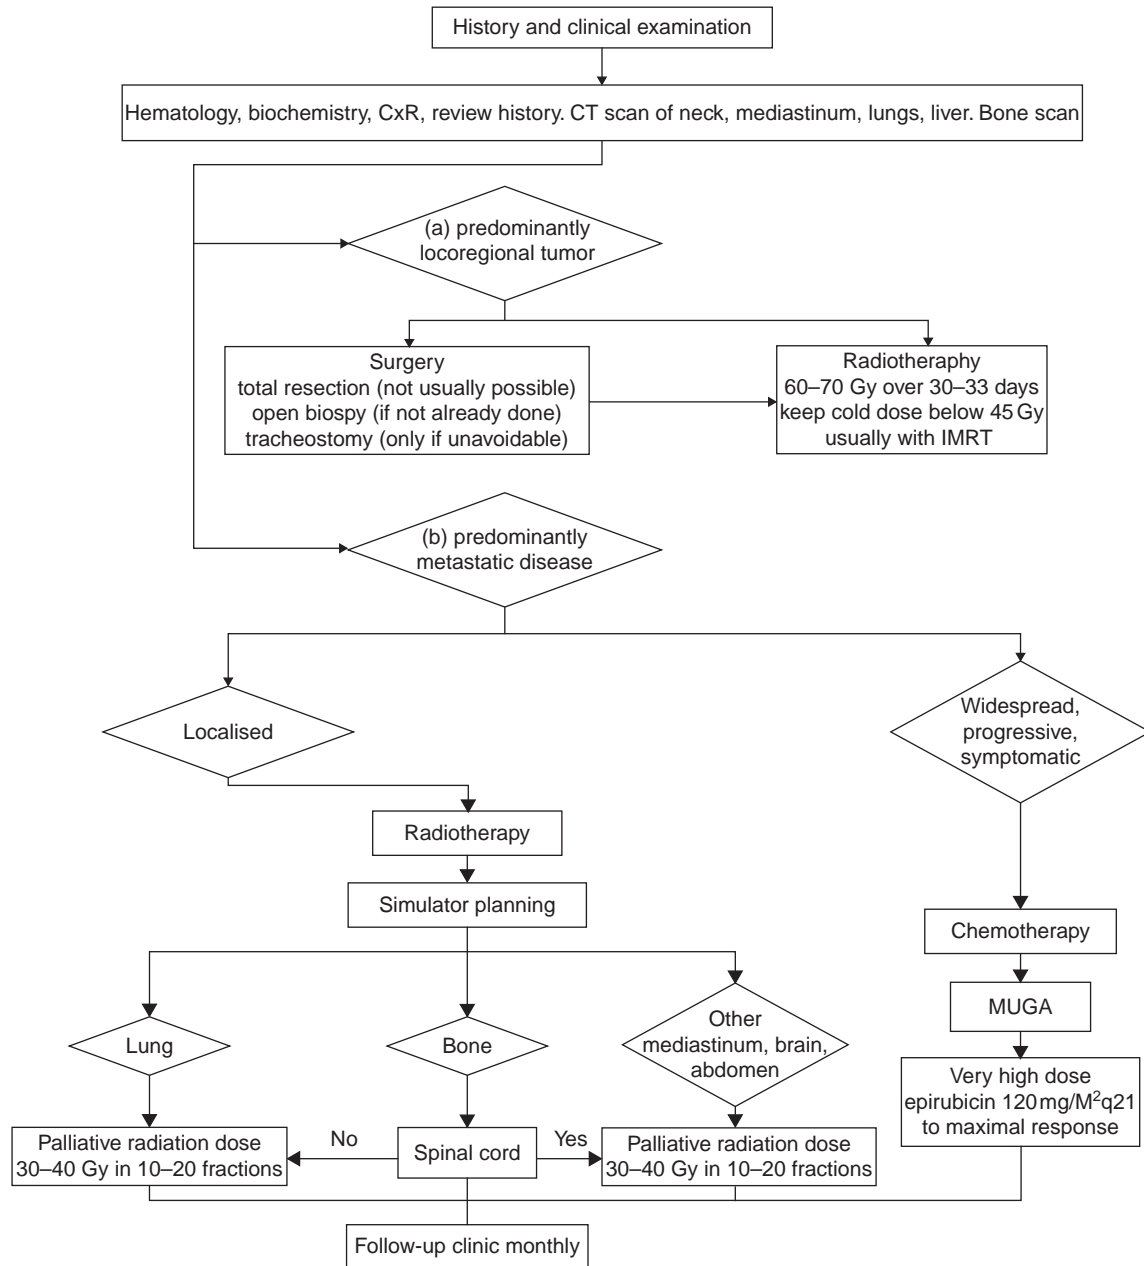 History and clinical examination
Hematology, biochemistry, CxR, review history. CT scan of neck, mediastinum, lungs, liver. Bone scan
(a) predominantly
locoregional tumor
Surgery
total resection (not usually possible)
open biospy (if not already done)
tracheostomy (only if unavoidable)
Radiotheraphy
60–70 Gy over 30–33 days
keep cold dose below 45 Gy
usually with IMRT
(b) predominantly
metastatic disease
Localised
Widespread,
progressive,
symptomatic
Radiotherapy
Simulator planning
Chemotherapy
MUGA
Lung
Bone
Other
mediastinum, brain,
abdomen
Very high dose
epirubicin 120 mg/M²q21
to maximal response
Palliative radiation dose
30–40 Gy in 10–20 fractions
No
Spinal cord
Yes
Palliative radiation dose
30–40 Gy in 10–20 fractions
Follow-up clinic monthly